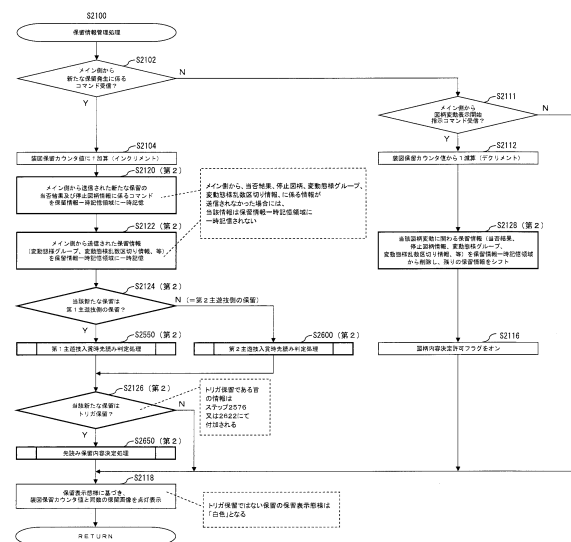 S2100
保留情報管理処理
S2102
メイン側から
新たな保留発生に係る
コマンド受信？
N
Y
S2111
メイン側から
図柄変動表示開始
指示コマンド受信？
N
Y
S2104
装図保留カウンタ値に1加算（インクリメント）
S2112
装図保留カウンタ値から1減算（デクリメント）
S2120（第2）
メイン側から送信された新たな保留の
当否結果及び停止図柄情報に係るコマンド
を保留情報一時記憶領域に一時記憶
メイン側から、当否結果、停止図柄、変動態様グループ、
変動態様乱数区切り情報、に係る情報が
送信されなかった場合には、
当該情報は保留情報一時記憶領域に
一時記憶されない
S2122（第2）
メイン側から送信された保留情報
（変動態様グループ、変動態様乱数区切り情報、等）
を保留情報一時記憶領域に一時記憶
S2128（第2）
当該図柄変動に関わる保留情報（当否結果、
停止図柄情報、変動態様グループ、
変動態様乱数区切り情報、等）を保留情報一時記憶領域
から削除し、残りの保留情報をシフト
S2124（第2）
当該新たな保留は
第1主遊技側の保留？
N（＝第2主遊技側の保留）
Y
S2550（第2）
第1主遊技入賞時先読み判定処理
S2600（第2）
第2主遊技入賞時先読み判定処理
S2116
図柄内容決定許可フラグをオン
S2126（第2）
当該新たな保留は
トリガ保留？
N
Y
トリガ保留である旨
の情報は
ステップ2576
又は2622にて
付加される
S2650（第2）
先読み保留内容決定処理
S2118
保留表示態様に基づき、
装図保留カウンタ値と同数の保留画像を点灯表示
トリガ保留ではない保留の保留表示態様は
「白色」となる
RETURN